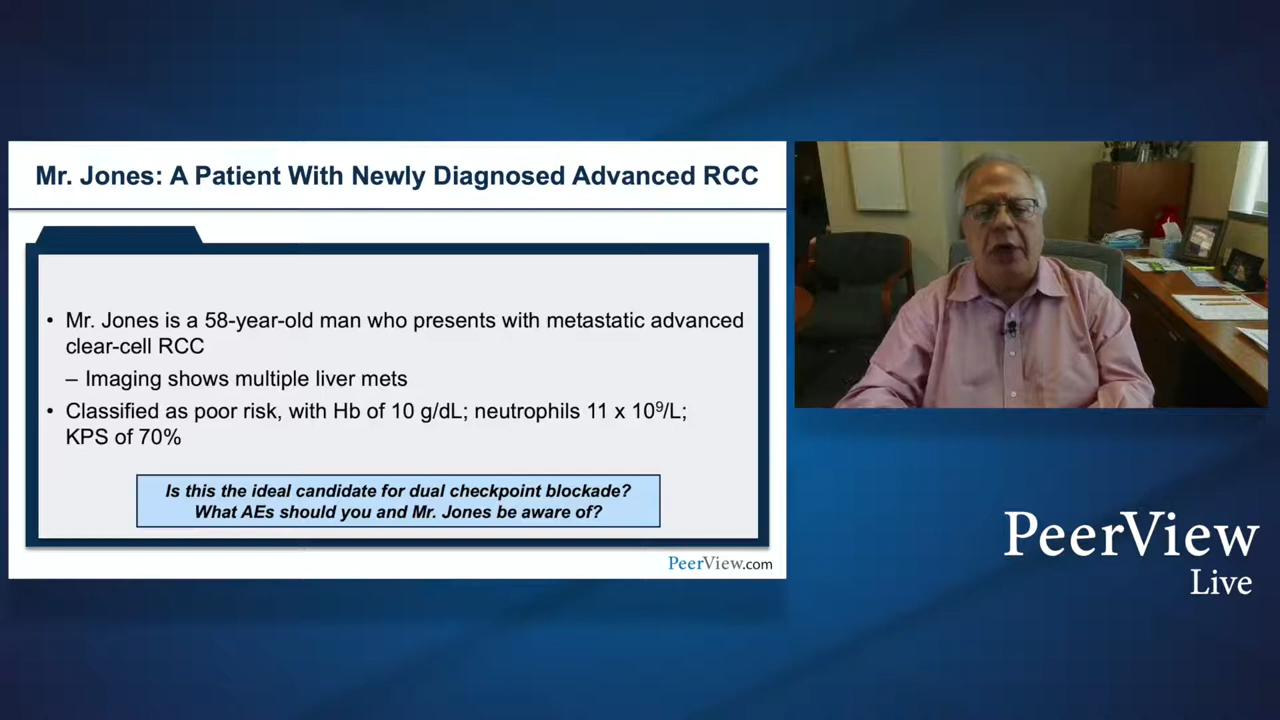 Mr. Jones: A Patient With Newly Diagnosed Advanced RCC
• Mr. Jones is a 58-year-old man who presents with metastatic advanced
clear-cell RCC
– Imaging shows multiple liver mets
• Classified as poor risk, with Hb of 10 g/dL; neutrophils 11 x 10⁹/L;
KPS of 70%
Is this the ideal candidate for dual checkpoint blockade?
What AEs should you and Mr. Jones be aware of?
PeerView.com
PeerView
Live